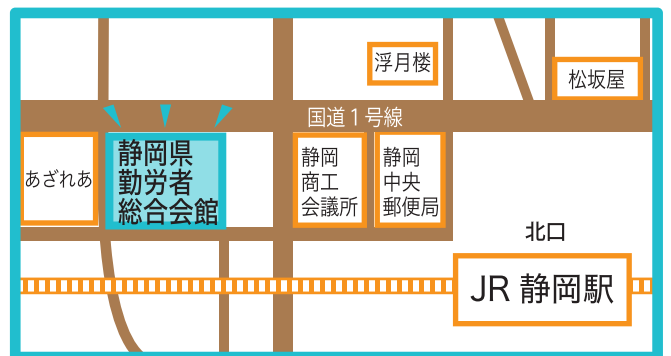 浮月楼
松坂屋
国道1号線
あざれあ
静岡県
勤労者
総合会館
静岡
商工
会議所
静岡
中央
郵便局
北口
JR 静岡駅